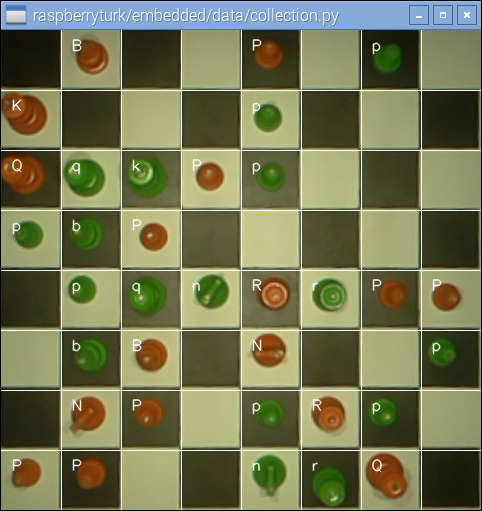 raspberryturk/embedded/data/collection.py
B P p
K p
Q q k P p
p b P
p q n R r P P
b B N p
N P p R p
P P n r Q